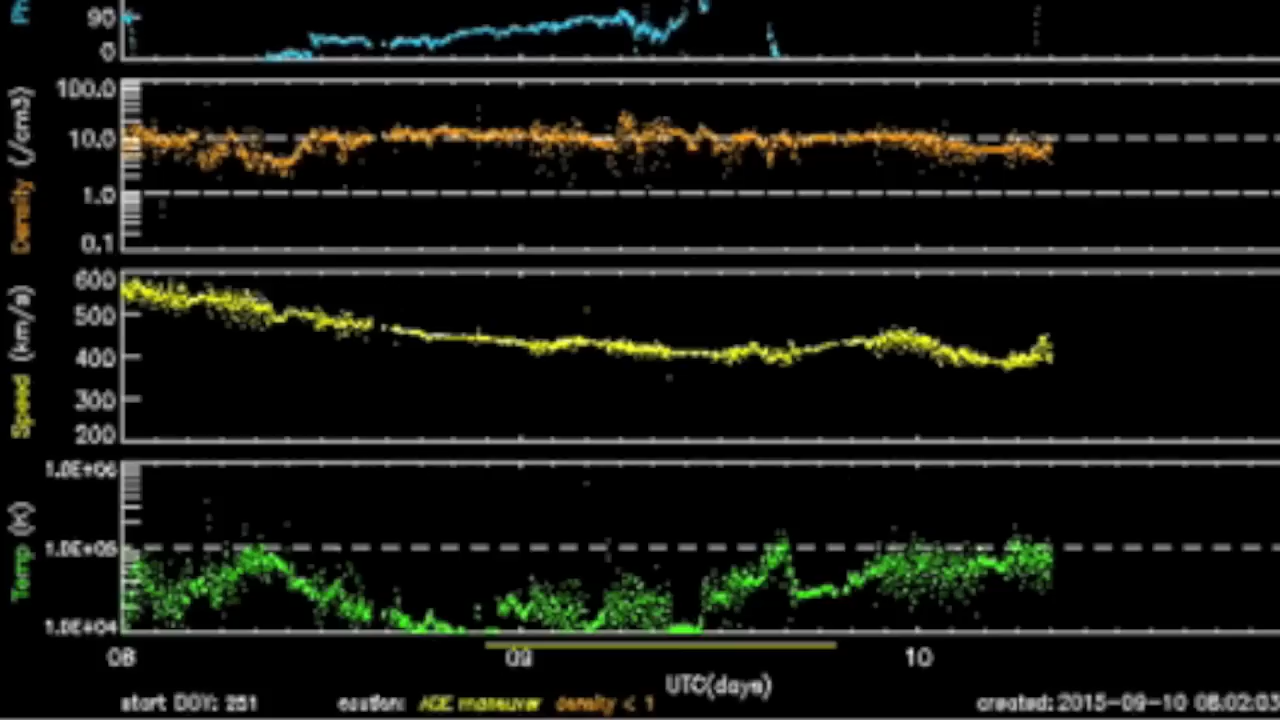 Ph
90
0
Density (/cm3)
100.0
10.0
1.0
0.1
Speed (km/s)
600
500
400
300
200
Temp (K)
1.0E+06
1.0E+05
1.0E+04
08 09 10
UTC(days)
start DOY: 251 caution: ACE maneuver density < 1 created: 2015-09-10 08:02:03